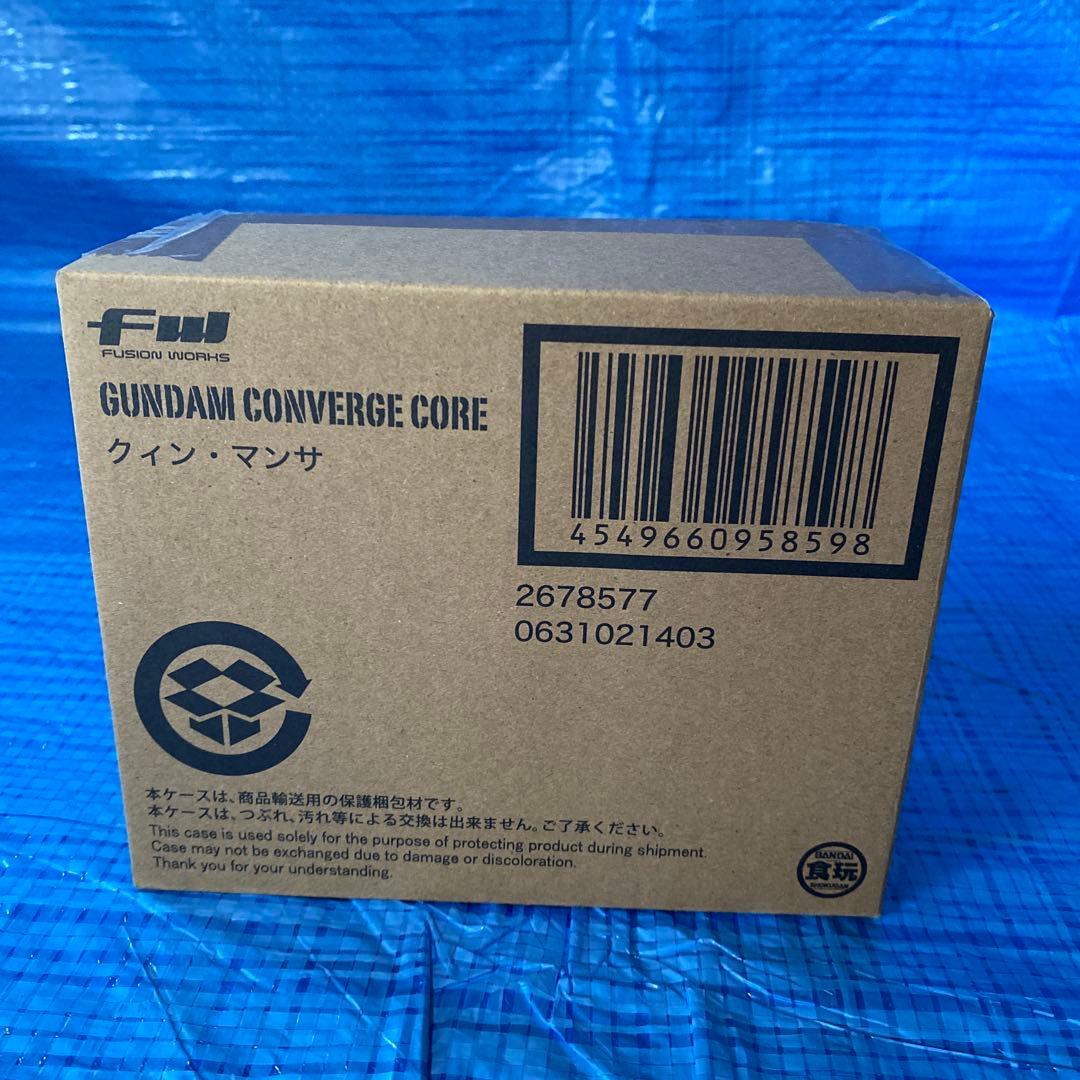 FW
FUSION WORKS
GUNDAM CONVERGE CORE
クィン・マンサ
4549660958598
2678577
0631021403
本ケースは、商品輸送用の保護梱包材です。
本ケースは、つぶれ、汚れ等による交換は出来ません。ご了承ください。
This case is used solely for the purpose of protecting product during shipment.
Case may not be exchanged due to damage or discoloration.
Thank you for your understanding.
BANDAI
食玩
SHOKUGAN